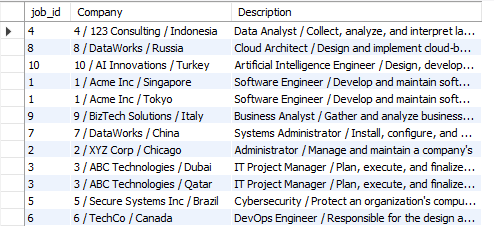 job_id Company Description
4 4 / 123 Consulting / Indonesia Data Analyst / Collect, analyze, and interpret la...
8 8 / DataWorks / Russia Cloud Architect / Design and implement cloud-b...
10 10 / AI Innovations / Turkey Artificial Intelligence Engineer / Design, develop...
1 1 / Acme Inc / Singapore Software Engineer / Develop and maintain soft...
1 1 / Acme Inc / Tokyo Software Engineer / Develop and maintain soft...
9 9 / BizTech Solutions / Italy Business Analyst / Gather and analyze business...
7 7 / DataWorks / China Systems Administrator / Install, configure, and ...
2 2 / XYZ Corp / Chicago Administrator / Manage and maintain a company's
3 3 / ABC Technologies / Dubai IT Project Manager / Plan, execute, and finalize...
3 3 / ABC Technologies / Qatar IT Project Manager / Plan, execute, and finalize...
5 5 / Secure Systems Inc / Brazil Cybersecurity / Protect an organization's compu...
6 6 / TechCo / Canada DevOps Engineer / Responsible for the design a...